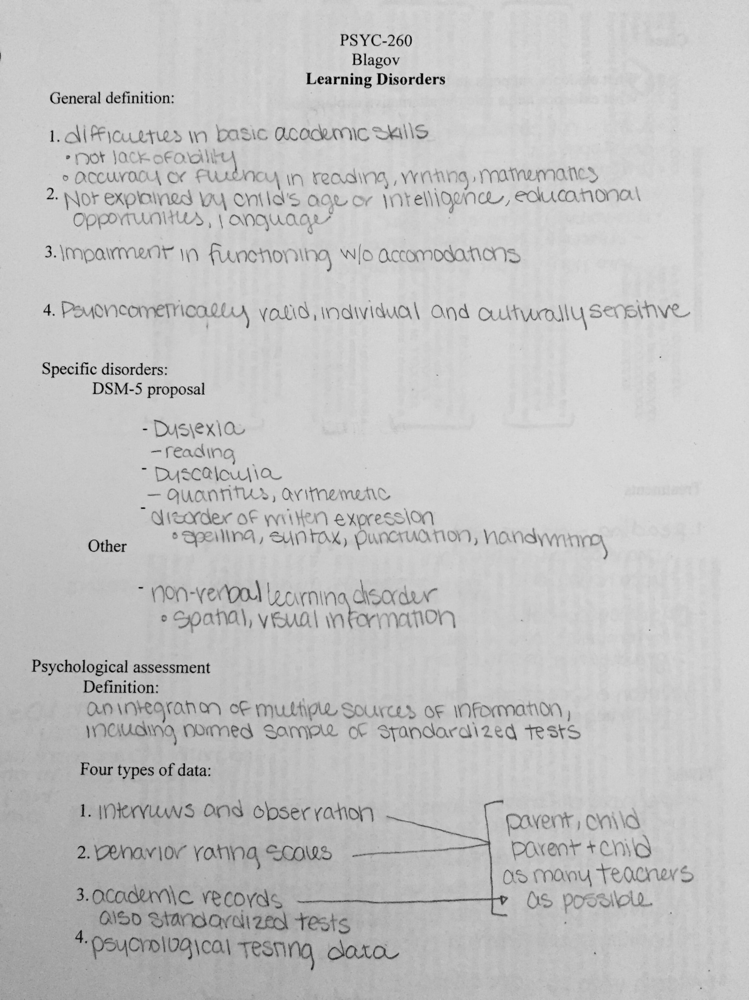 PSYC-260
Blagov
Learning Disorders
General definition:
1. difficulties in basic academic skills
• not lack of ability
• accuracy or fluency in reading, writing, mathematics
2. Not explained by child's age or intelligence, educational
opportunities, language
3. Impairment in functioning w/o accomodations
4. Psyoncometrically valid, individual and culturally sensitive
Specific disorders:
DSM-5 proposal
- Dyslexia
- reading
- Dyscalculia
- quantities, arithemetic
- disorder of written expression
• spelling, syntax, punctuation, handwriting
Other
- non-verbal learning disorder
• spatial, visual information
Psychological assessment
Definition:
an integration of multiple sources of information,
including normed sample of standardized tests
Four types of data:
1. interviews and observation
2. behavior rating scales
3. academic records
also standardized tests
4. psychological testing data
parent, child
parent + child
as many teachers
as possible